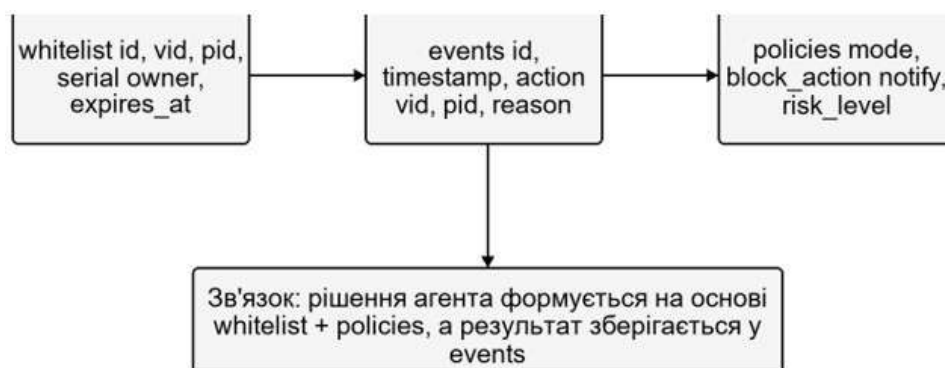 whitelist id, vid, pid,
serial owner,
expires_at
events id,
timestamp, action
vid, pid, reason
policies mode,
block_action notify,
risk_level
Зв'язок: рішення агента формується на основі
whitelist + policies, а результат зберігається у
events